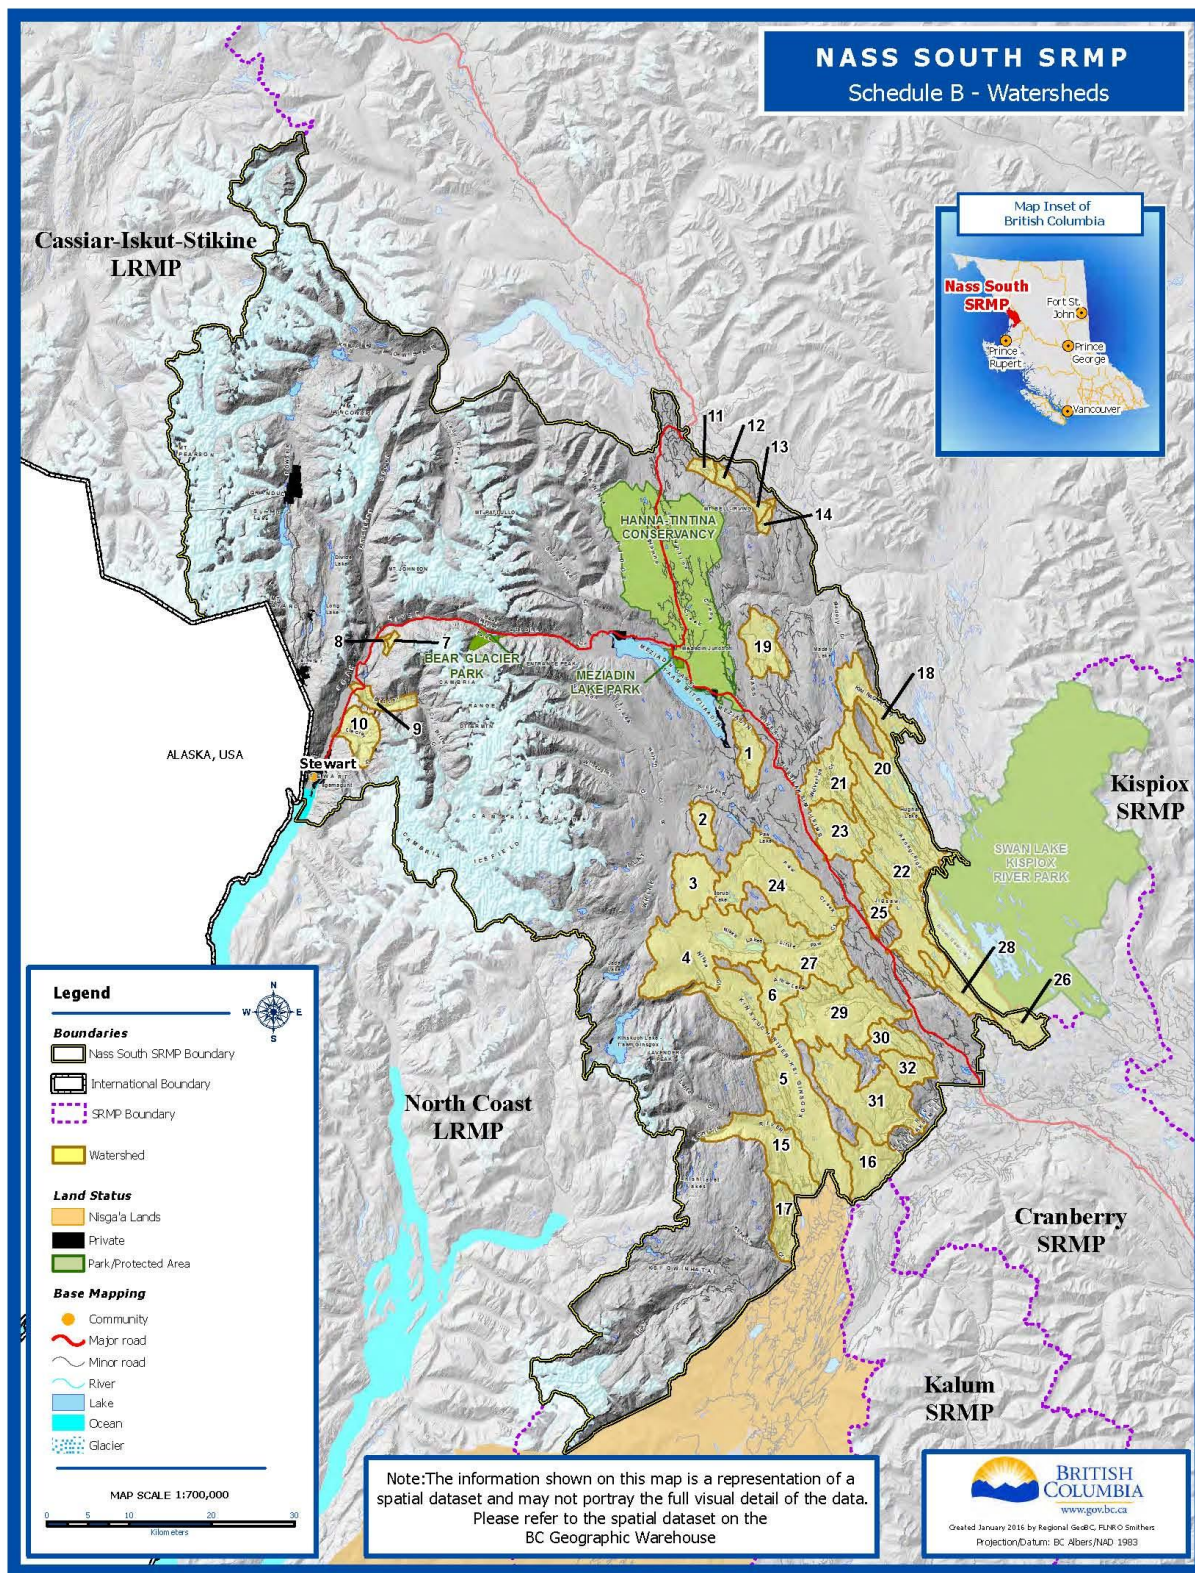 NASS SOUTH SRMP
Schedule B - Watersheds
Cassiar-Iskut-Stikine
LRMP
Map Inset of
British Columbia
Nass South
SRMP
Fort St.
John
Prince
George
Prince
Rupert
Vancouver
11
12
13
14
HANNA-TINTINA
CONSERVANCY
8
7
BEAR GLACIER
PARK
MEZIADIN
LAKE PARK
19
18
9
10
ALASKA, USA
Stewart
1
20
21
Kispiox
SRMP
2
23
SWAN LAKE
KISPIOX
RIVER PARK
22
3
24
25
28
4
27
26
6
29
30
5
32
31
North Coast
LRMP
15
16
17
Cranberry
SRMP
Kalum
SRMP
Legend
N
W
E
S
Boundaries
Nass South SRMP Boundary
International Boundary
SRMP Boundary
Watershed
Land Status
Nisga'a Lands
Private
Park/Protected Area
Base Mapping
Community
Major road
Minor road
River
Lake
Ocean
Glacier
MAP SCALE 1:700,000
0 5 10 20 30
Kilometers
Note:The information shown on this map is a representation of a
spatial dataset and may not portray the full visual detail of the data.
Please refer to the spatial dataset on the
BC Geographic Warehouse
BRITISH
COLUMBIA
www.gov.bc.ca
Created January 2016 by Regional GeoBC, FLNRO Smithers
Projection/Datum: BC Albers/NAD 1983